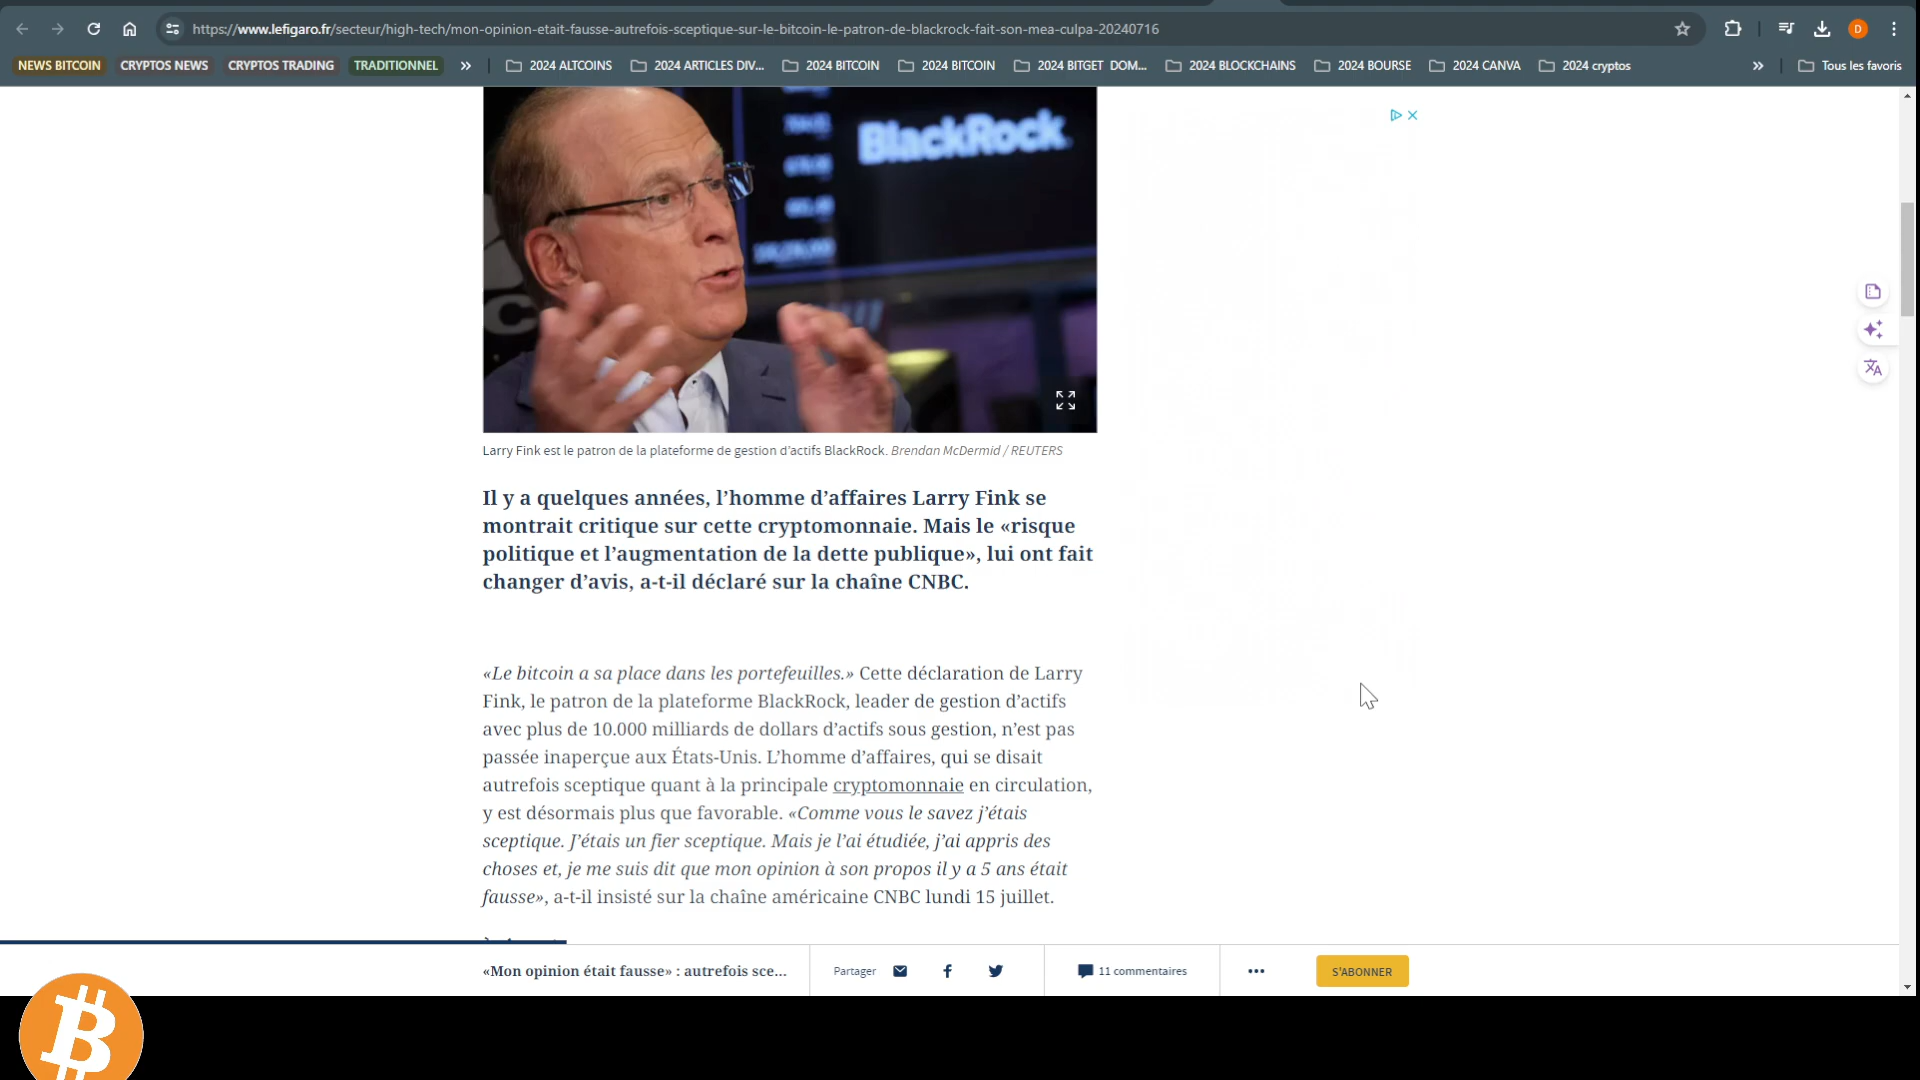 https://www.lefigaro.fr/secteur/high-tech/mon-opinion-etait-fausse-autrefois-sceptique-sur-le-bitcoin-le-patron-de-blackrock-fait-son-mea-culpa-20240716
D
NEWS BITCOIN CRYPTOS NEWS CRYPTOS TRADING TRADITIONNEL » 2024 ALTCOINS 2024 ARTICLES DIV... 2024 BITCOIN 2024 BITCOIN 2024 BITGET DOM... 2024 BLOCKCHAINS 2024 BOURSE 2024 CANVA 2024 cryptos » Tous les favoris
BlackRock
Larry Fink est le patron de la plateforme de gestion d'actifs BlackRock. Brendan McDermid / REUTERS
Il y a quelques années, l’homme d’affaires Larry Fink se
montrait critique sur cette cryptomonnaie. Mais le «risque
politique et l’augmentation de la dette publique», lui ont fait
changer d’avis, a-t-il déclaré sur la chaîne CNBC.
«Le bitcoin a sa place dans les portefeuilles.» Cette déclaration de Larry
Fink, le patron de la plateforme BlackRock, leader de gestion d’actifs
avec plus de 10.000 milliards de dollars d’actifs sous gestion, n’est pas
passée inaperçue aux États-Unis. L’homme d’affaires, qui se disait
autrefois sceptique quant à la principale cryptomonnaie en circulation,
y est désormais plus que favorable. «Comme vous le savez j’étais
sceptique. J’étais un fier sceptique. Mais je l’ai étudiée, j’ai appris des
choses et, je me suis dit que mon opinion à son propos il y a 5 ans était
fausse», a-t-il insisté sur la chaîne américaine CNBC lundi 15 juillet.
«Mon opinion était fausse» : autrefois sce... Partager 11 commentaires ••• S'ABONNER